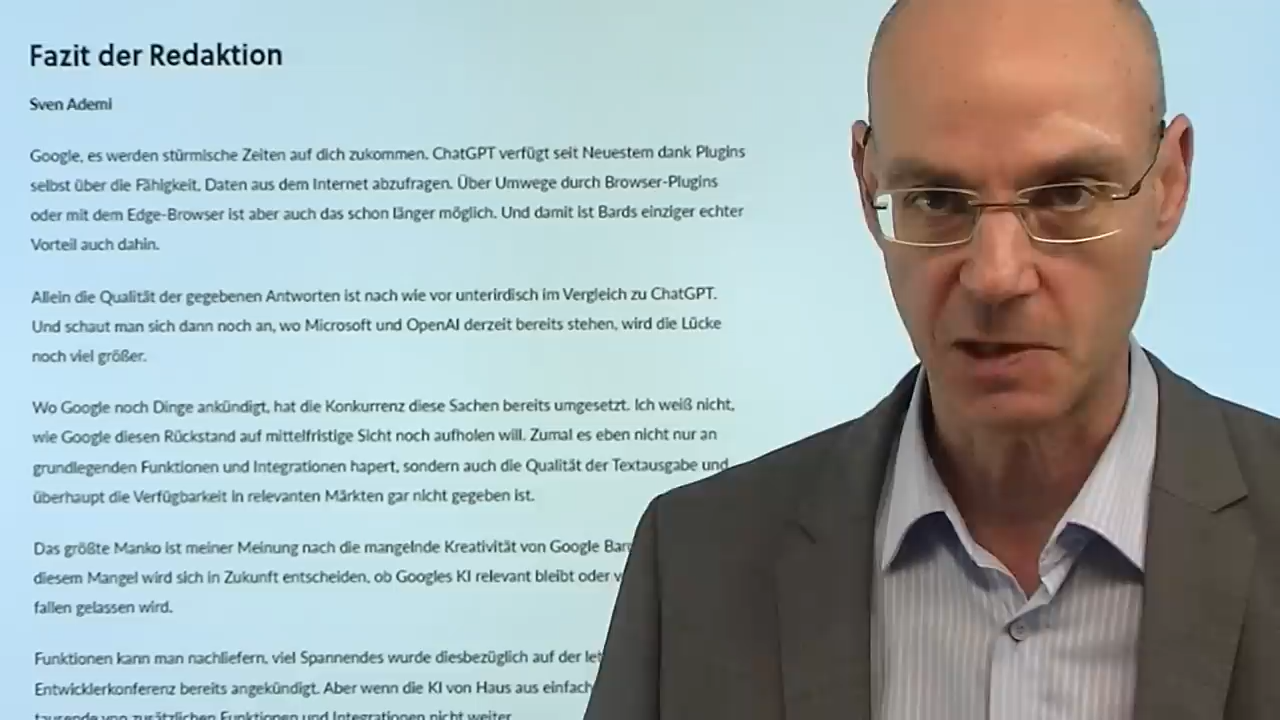 Fazit der Redaktion
Sven Ademi
Google, es werden stürmische Zeiten auf dich zukommen. ChatGPT verfügt seit Neuestem dank Plugins
selbst über die Fähigkeit, Daten aus dem Internet abzufragen. Über Umwege durch Browser-Plugins
oder mit dem Edge-Browser ist aber auch das schon länger möglich. Und damit ist Bards einziger echter
Vorteil auch dahin.
Allein die Qualität der gegebenen Antworten ist nach wie vor unterirdisch im Vergleich zu ChatGPT.
Und schaut man sich dann noch an, wo Microsoft und OpenAI derzeit bereits stehen, wird die Lücke
noch viel größer.
Wo Google noch Dinge ankündigt, hat die Konkurrenz diese Sachen bereits umgesetzt. Ich weiß nicht,
wie Google diesen Rückstand auf mittelfristige Sicht noch aufholen will. Zumal es eben nicht nur an
grundlegenden Funktionen und Integrationen hapert, sondern auch die Qualität der Textausgabe und
überhaupt die Verfügbarkeit in relevanten Märkten gar nicht gegeben ist.
Das größte Manko ist meiner Meinung nach die mangelnde Kreativität von Google
diesem Mangel wird sich in Zukunft entscheiden, ob Googles KI relevant bleibt oder
fallen gelassen wird.
Funktionen kann man nachliefern, viel Spannendes wurde diesbezüglich auf der
Entwicklerkonferenz bereits angekündigt. Aber wenn die KI von Haus aus einfach
tausende von zusätzlichen Funktionen und Integrationen nicht weiter